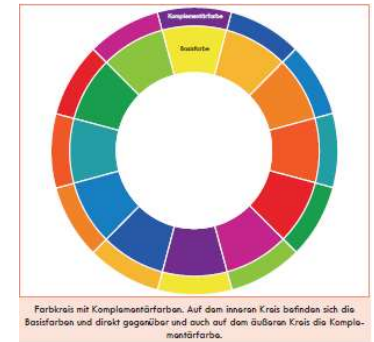 Komplementärfarbe
Basisfarbe
Farbkreis mit Komplementärfarben. Auf dem inneren Kreis befinden sich die
Basisfarben und direkt gegenüber und auch auf dem äußeren Kreis die Komple-
mentärfarbe.